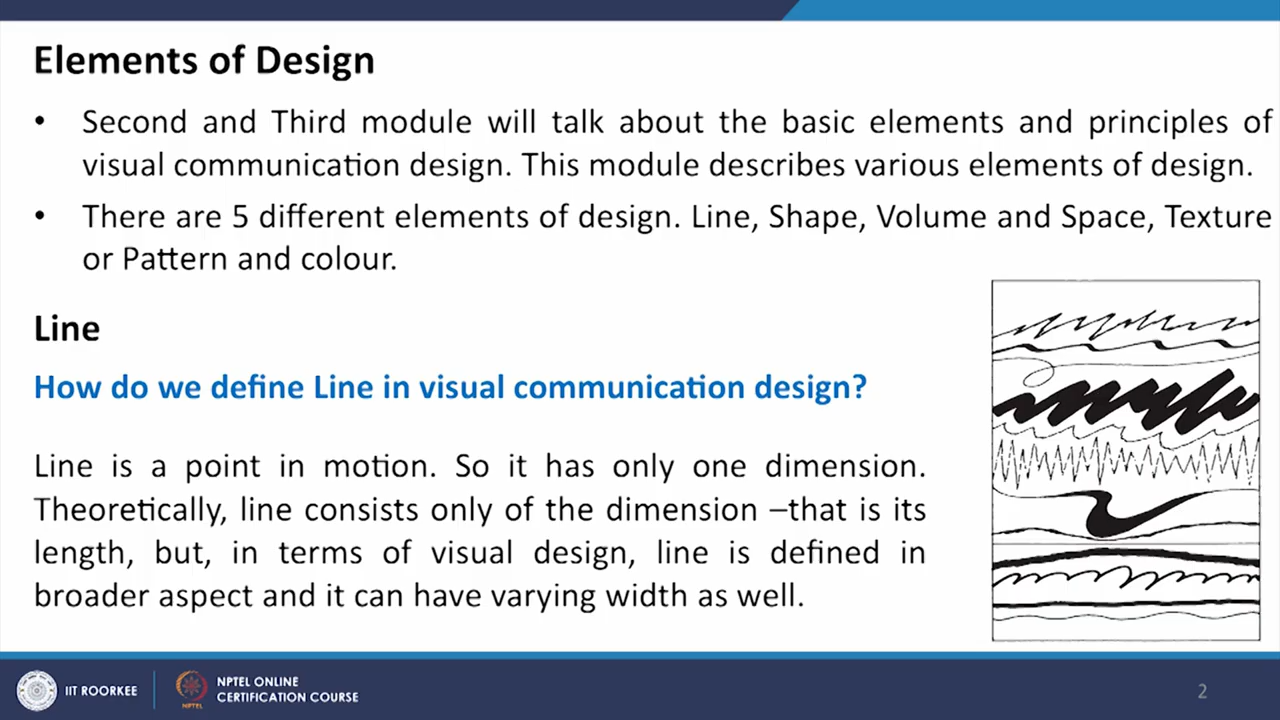 Elements of Design
• Second and Third module will talk about the basic elements and principles of
visual communication design. This module describes various elements of design.
• There are 5 different elements of design. Line, Shape, Volume and Space, Texture
or Pattern and colour.
Line
How do we define Line in visual communication design?
Line is a point in motion. So it has only one dimension.
Theoretically, line consists only of the dimension –that is its
length, but, in terms of visual design, line is defined in
broader aspect and it can have varying width as well.
IIT ROORKEE
NPTEL
NPTEL ONLINE
CERTIFICATION COURSE
2